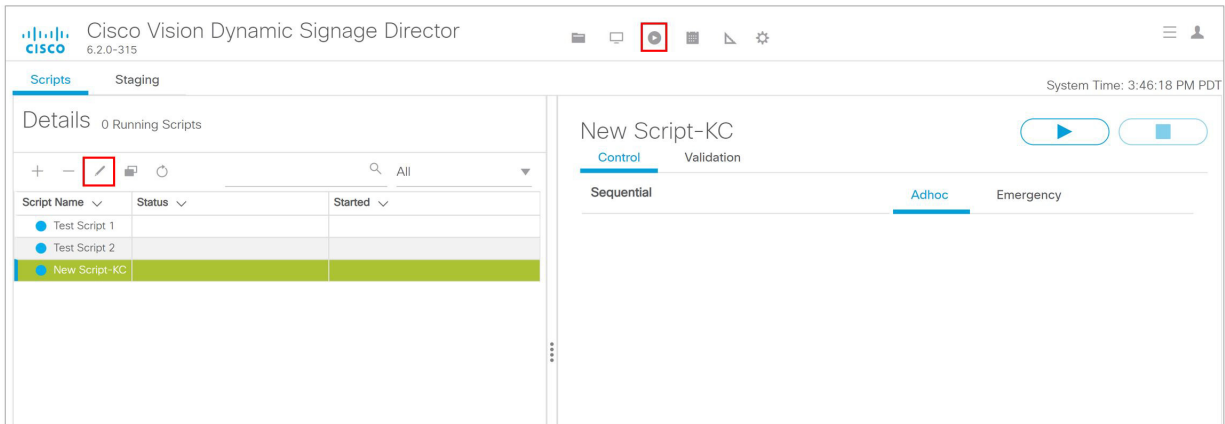 CISCO
Cisco Vision Dynamic Signage Director
6.2.0-315
Scripts
Staging
System Time: 3:46:18 PM PDT
Details 0 Running Scripts
All
Script Name
Status
Started
Test Script 1
Test Script 2
New Script-KC
New Script-KC
Control
Validation
Sequential
Adhoc
Emergency